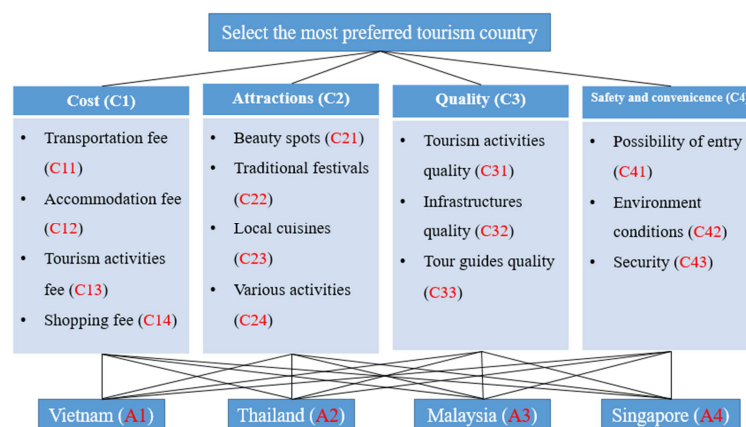 Select the most preferred tourism country
Cost (C1)
• Transportation fee
(C11)
• Accommodation fee
(C12)
• Tourism activities
fee (C13)
• Shopping fee (C14)
Attractions (C2)
• Beauty spots (C21)
• Traditional festivals
(C22)
• Local cuisines
(C23)
• Various activities
(C24)
Quality (C3)
• Tourism activities
quality (C31)
• Infrastructures
quality (C32)
• Tour guides quality
(C33)
Safety and convenicence (C4
• Possibility of entry
(C41)
• Environment
conditions (C42)
• Security (C43)
Vietnam (A1)
Thailand (A2)
Malaysia (A3)
Singapore (A4)